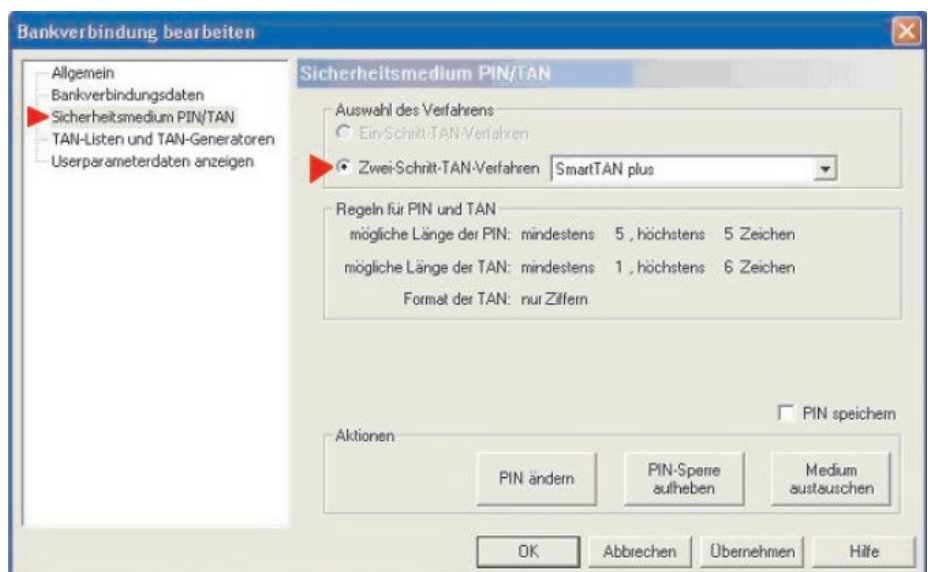 Bankverbindung bearbeiten
Allgemein
Bankverbindungsdaten
Sicherheitsmedium PIN/TAN
TAN-Listen und TAN-Generatoren
Userparameterdaten anzeigen
Sicherheitsmedium PIN/TAN
Auswahl des Verfahrens
Ein-Schritt-TAN-Verfahren
Zwei-Schritt-TAN-Verfahren SmartTAN plus
Regeln für PIN und TAN
mögliche Länge der PIN: mindestens 5 , höchstens 5 Zeichen
mögliche Länge der TAN: mindestens 1 , höchstens 6 Zeichen
Format der TAN: nur Ziffern
PIN speichern
Aktionen
PIN ändern
PIN-Sperre aufheben
Medium austauschen
OK Abbrechen Übernehmen Hilfe